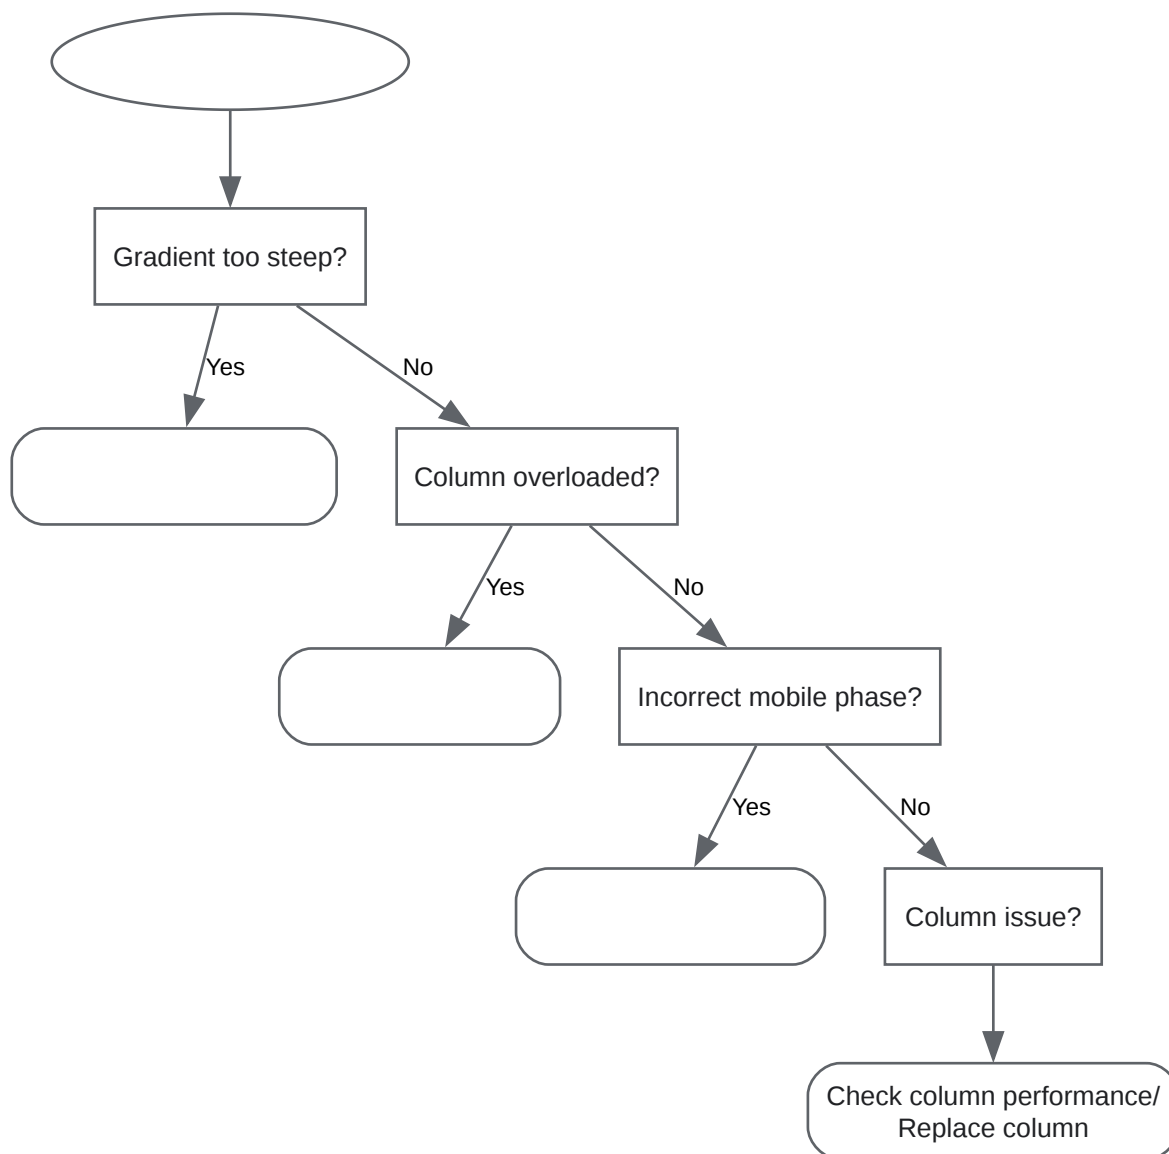 Gradient too steep?
Yes
No
Column overloaded?
Yes
No
Incorrect mobile phase?
Yes
No
Column issue?
Check column performance/
Replace column